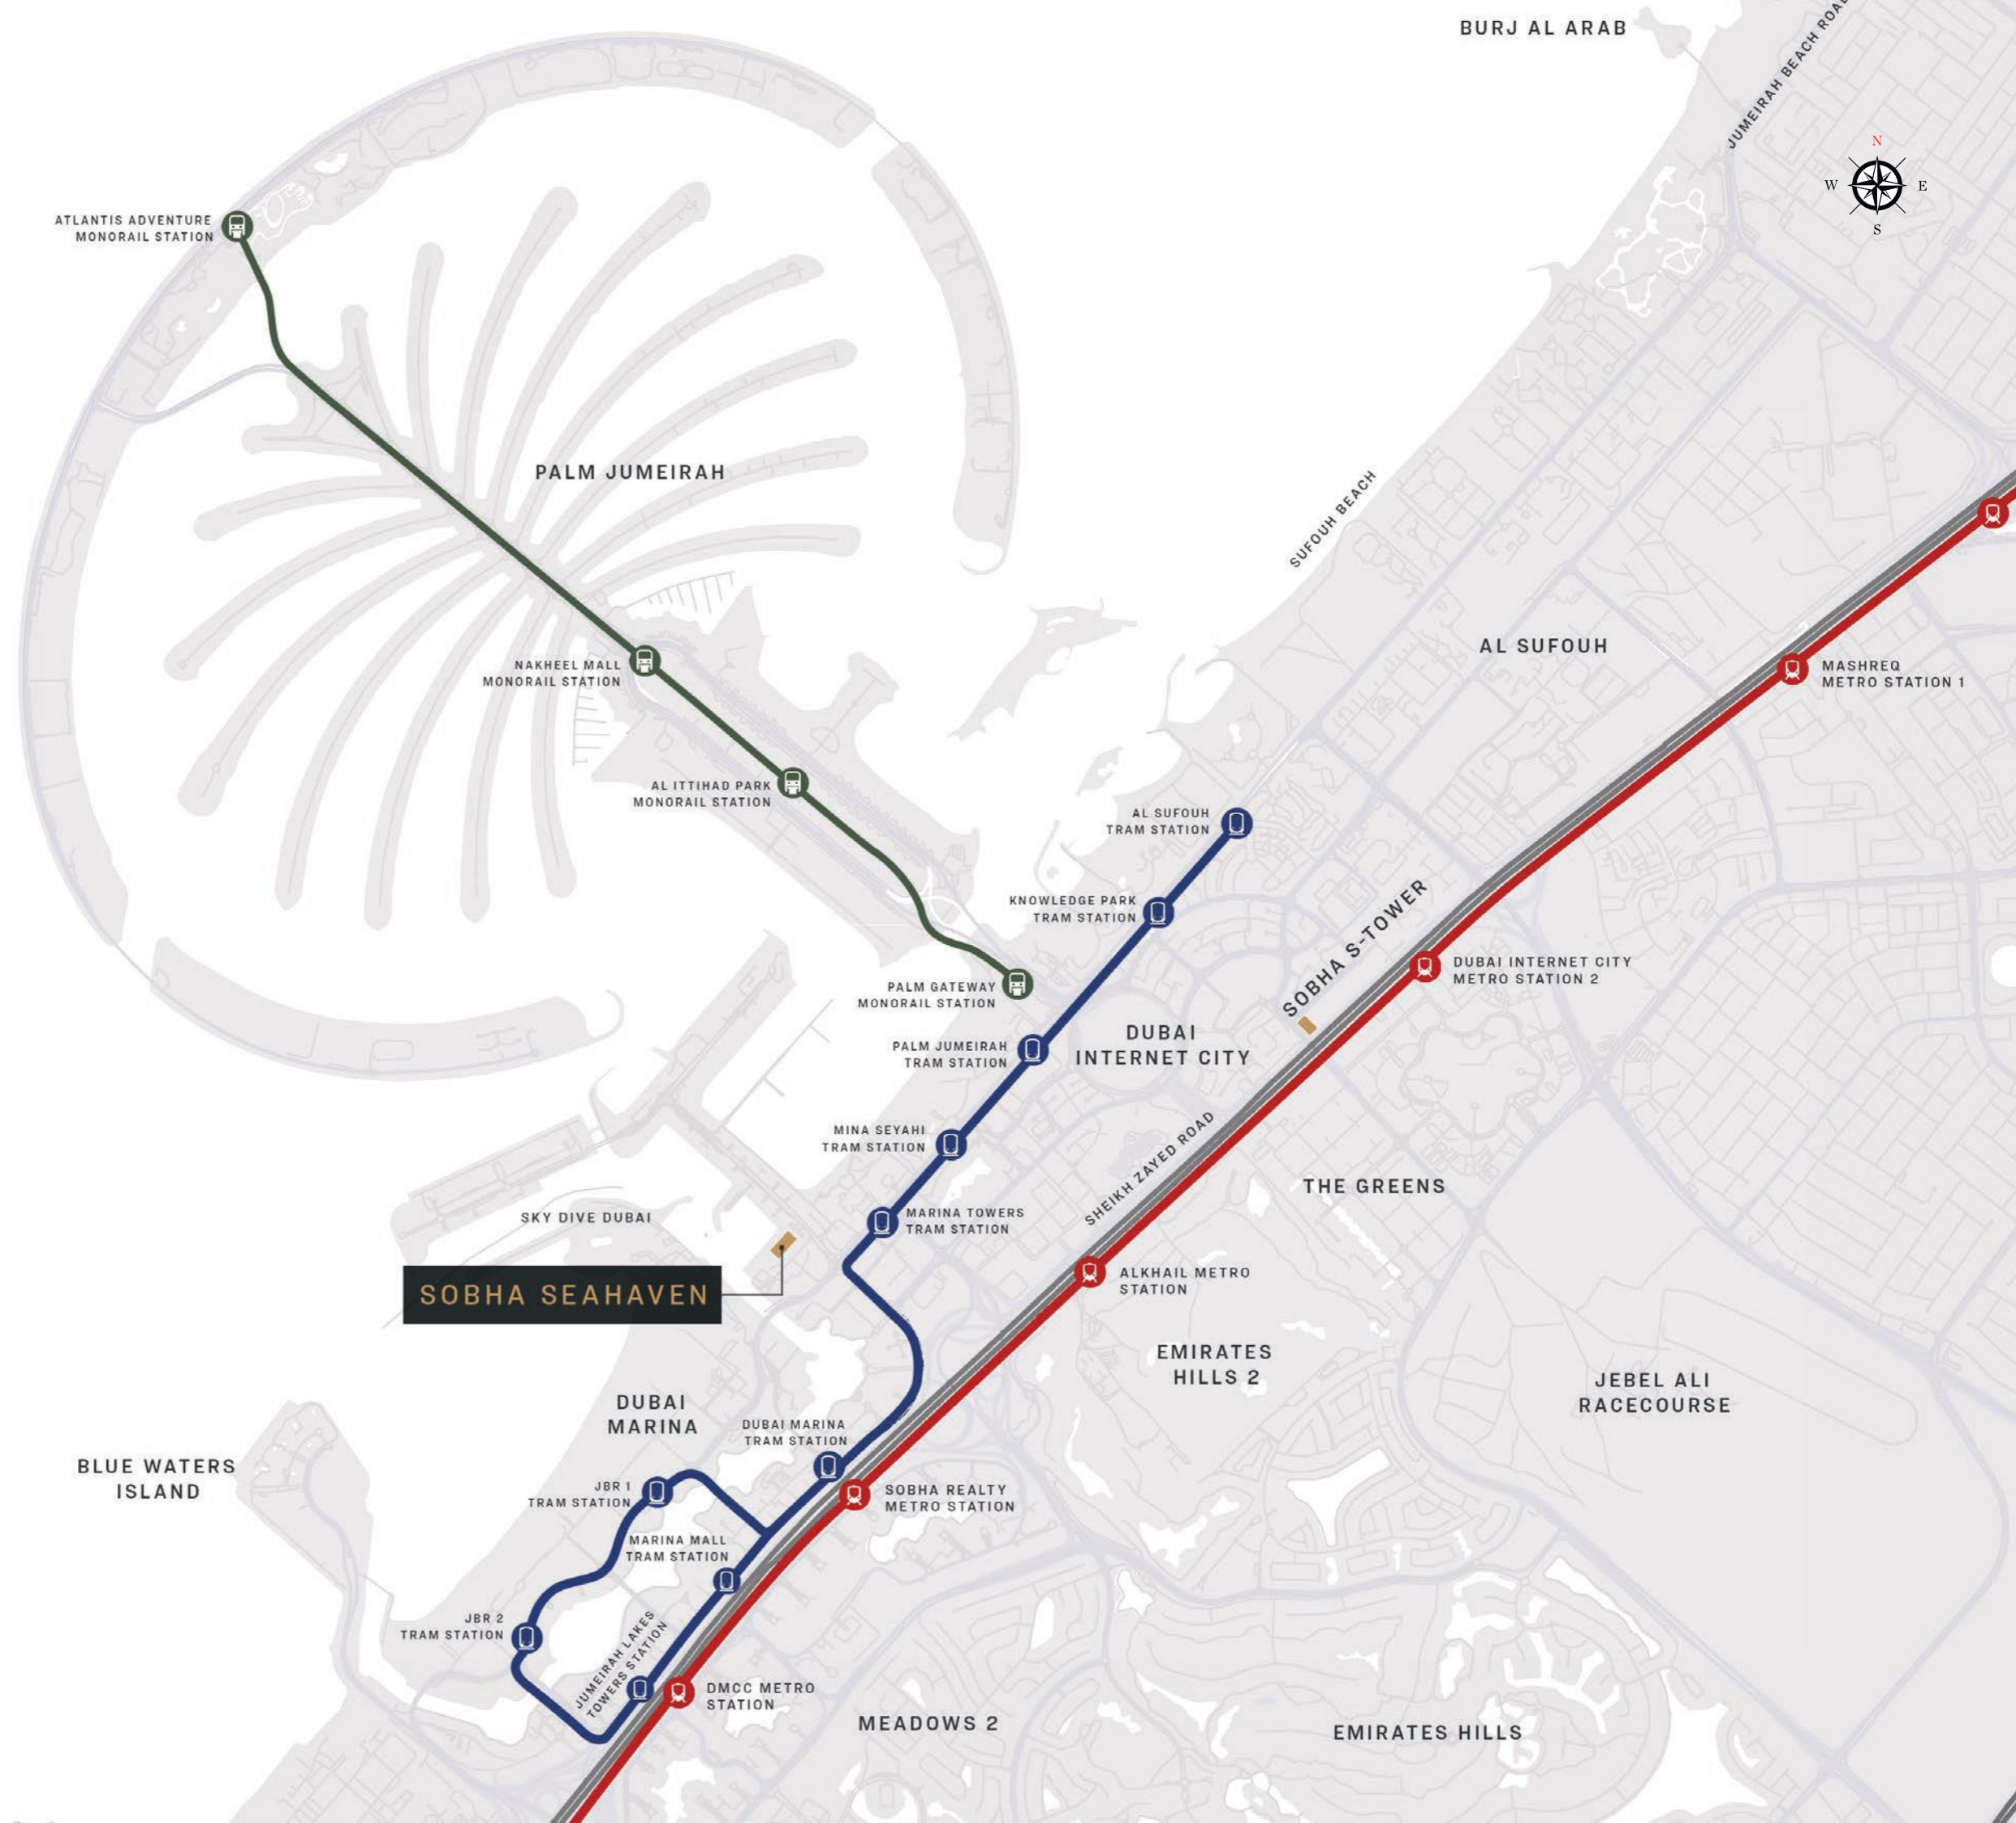 BURJ AL ARAB
JUMEIRAH BEACH ROAD
N
W
E
S
ATLANTIS ADVENTURE
MONORAIL STATION
PALM JUMEIRAH
SUFOUH BEACH
AL SUFOUH
NAKHEEL MALL
MONORAIL STATION
MASHREQ
METRO STATION 1
AL ITTIHAD PARK
MONORAIL STATION
AL SUFOUH
TRAM STATION
KNOWLEDGE PARK
TRAM STATION
SOBHA S-TOWER
DUBAI INTERNET CITY
METRO STATION 2
PALM GATEWAY
MONORAIL STATION
PALM JUMEIRAH
TRAM STATION
DUBAI
INTERNET CITY
MINA SEYAHI
TRAM STATION
SHEIKH ZAYED ROAD
THE GREENS
SKY DIVE DUBAI
MARINA TOWERS
TRAM STATION
SOBHA SEAHAVEN
ALKHAIL METRO
STATION
EMIRATES
HILLS 2
JEBEL ALI
RACECOURSE
DUBAI
MARINA
DUBAI MARINA
TRAM STATION
BLUE WATERS
ISLAND
JBR 1
TRAM STATION
SOBHA REALTY
METRO STATION
MARINA MALL
TRAM STATION
JBR 2
TRAM STATION
JUMEIRAH LAKES
TOWERS STATION
DMCC METRO
STATION
MEADOWS 2
EMIRATES HILLS